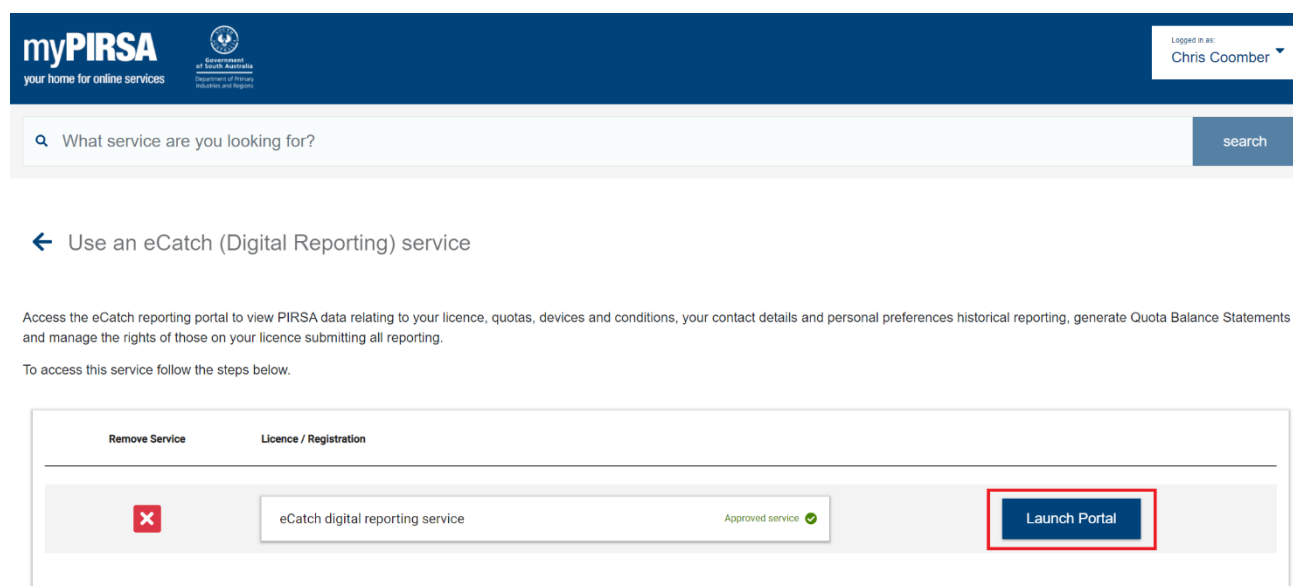 myPIRSA
your home for online services
Government
of South Australia
Department of Primary
Industries and Regions
Logged in as:
Chris Coomber
What service are you looking for?
search
Use an eCatch (Digital Reporting) service
Access the eCatch reporting portal to view PIRSA data relating to your licence, quotas, devices and conditions, your contact details and personal preferences historical reporting, generate Quota Balance Statements
and manage the rights of those on your licence submitting all reporting.
To access this service follow the steps below.
Remove Service Licence / Registration
eCatch digital reporting service Approved service Launch Portal